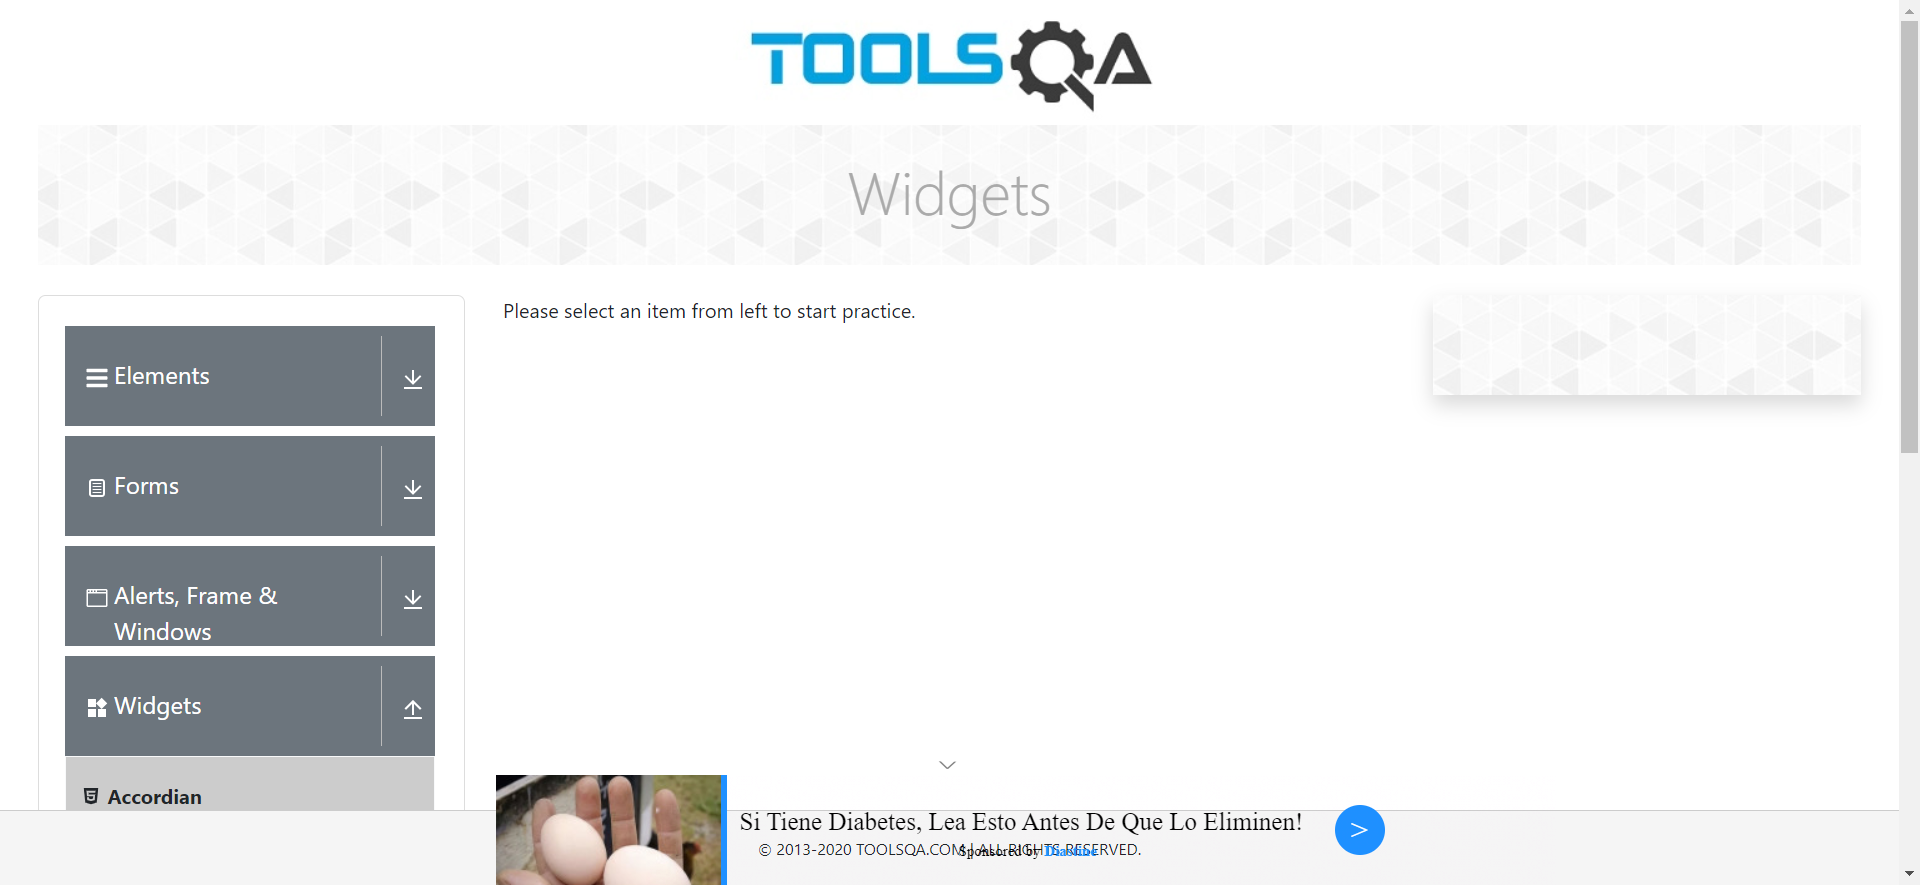 TOOLSQA
Widgets
Please select an item from left to start practice.
Elements
Forms
Alerts, Frame &
Windows
Widgets
Accordian
Si Tiene Diabetes, Lea Esto Antes De Que Lo Eliminen!
© 2013-2020 TOOLSQA.COM | ALL RIGHTS RESERVED.
Sponsored by